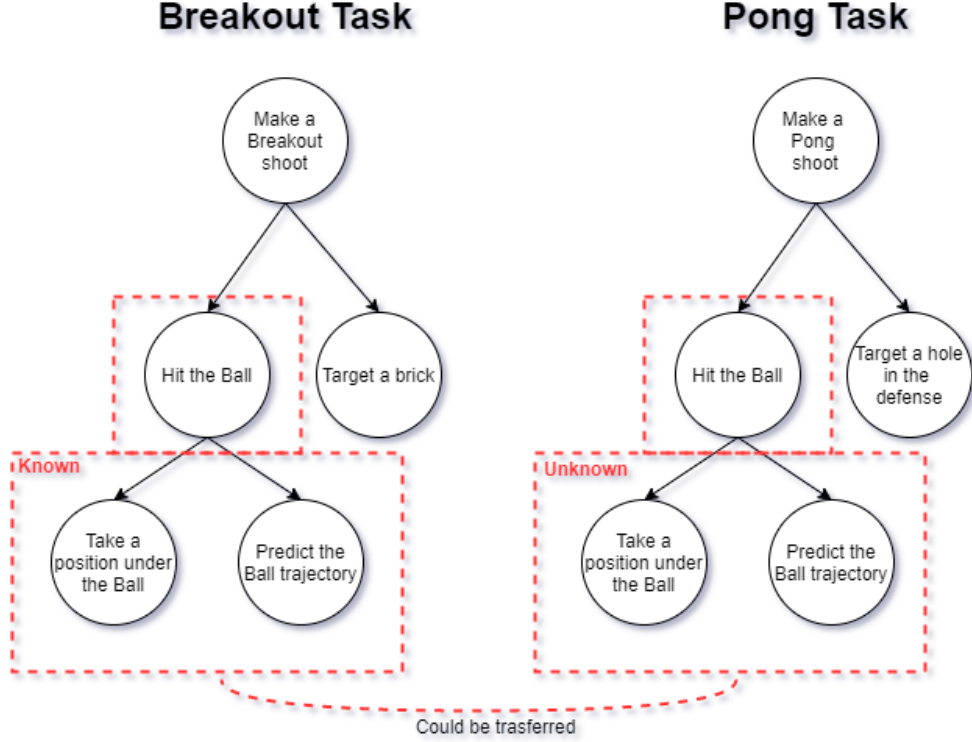 Breakout Task
Pong Task
Make a
Breakout
shoot
Make a
Pong
shoot
Hit the Ball
Target a brick
Hit the Ball
Target a hole
in the
defense
Known
Unknown
Take a
position under
the Ball
Predict the
Ball trajectory
Take a
position under
the Ball
Predict the
Ball trajectory
Could be trasferred